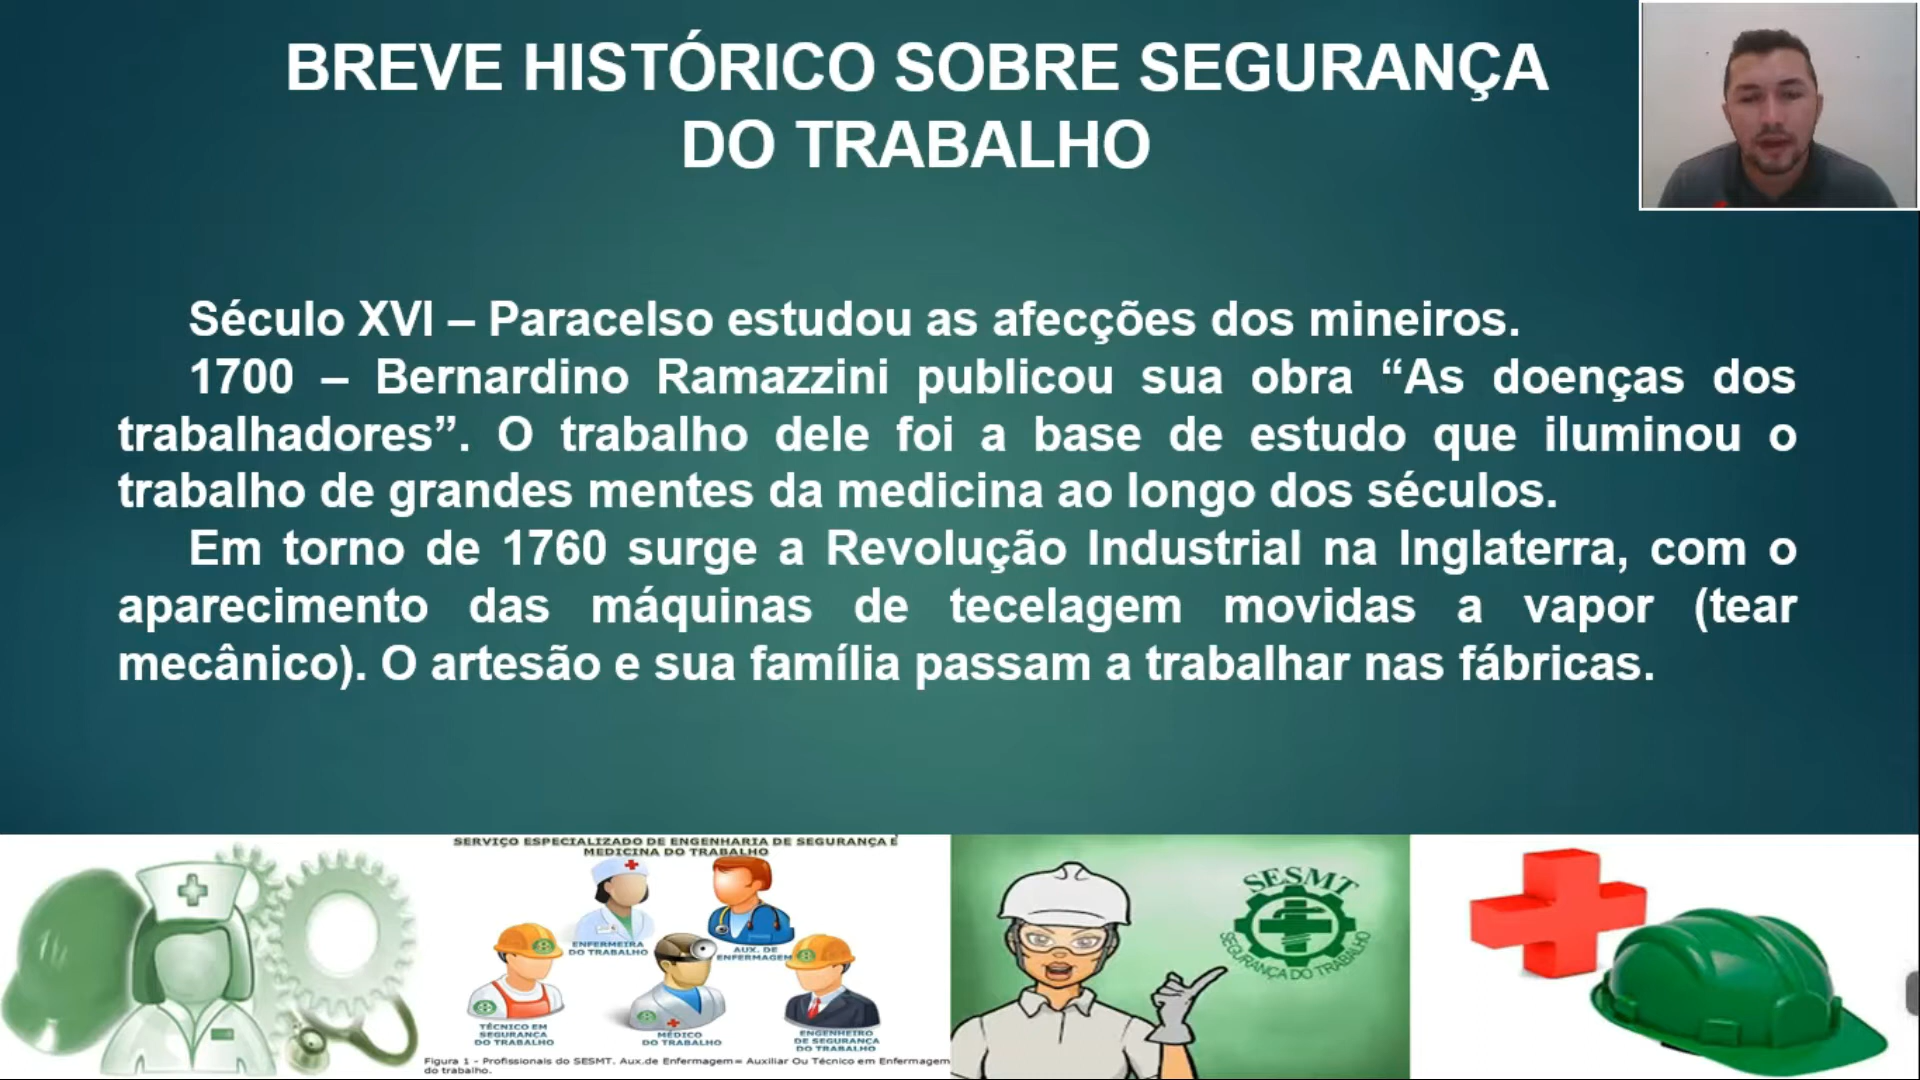 BREVE HISTÓRICO SOBRE SEGURANÇA
DO TRABALHO
Século XVI – Paracelso estudou as afecções dos mineiros.
1700 – Bernardino Ramazzini publicou sua obra “As doenças dos
trabalhadores”. O trabalho dele foi a base de estudo que iluminou o
trabalho de grandes mentes da medicina ao longo dos séculos.
Em torno de 1760 surge a Revolução Industrial na Inglaterra, com o
aparecimento das máquinas de tecelagem movidas a vapor (tear
mecânico). O artesão e sua família passam a trabalhar nas fábricas.
SERVIÇO ESPECIALIZADO DE ENGENHARIA DE SEGURANÇA E
MEDICINA DO TRABALHO
ENFERMEIRA
DO TRABALHO
AUX. DE
ENFERMAGEM
TÉCNICO EM
SEGURANÇA
DO TRABALHO
MÉDICO
DO TRABALHO
ENGENHEIRO
DE SEGURANÇA
DO TRABALHO
Figura 1 - Profissionais do SESMT. Aux.de Enfermagem= Auxiliar Ou Técnico em Enfermagem
do trabalho.
SESMT
SEGURANÇA DO TRABALHO